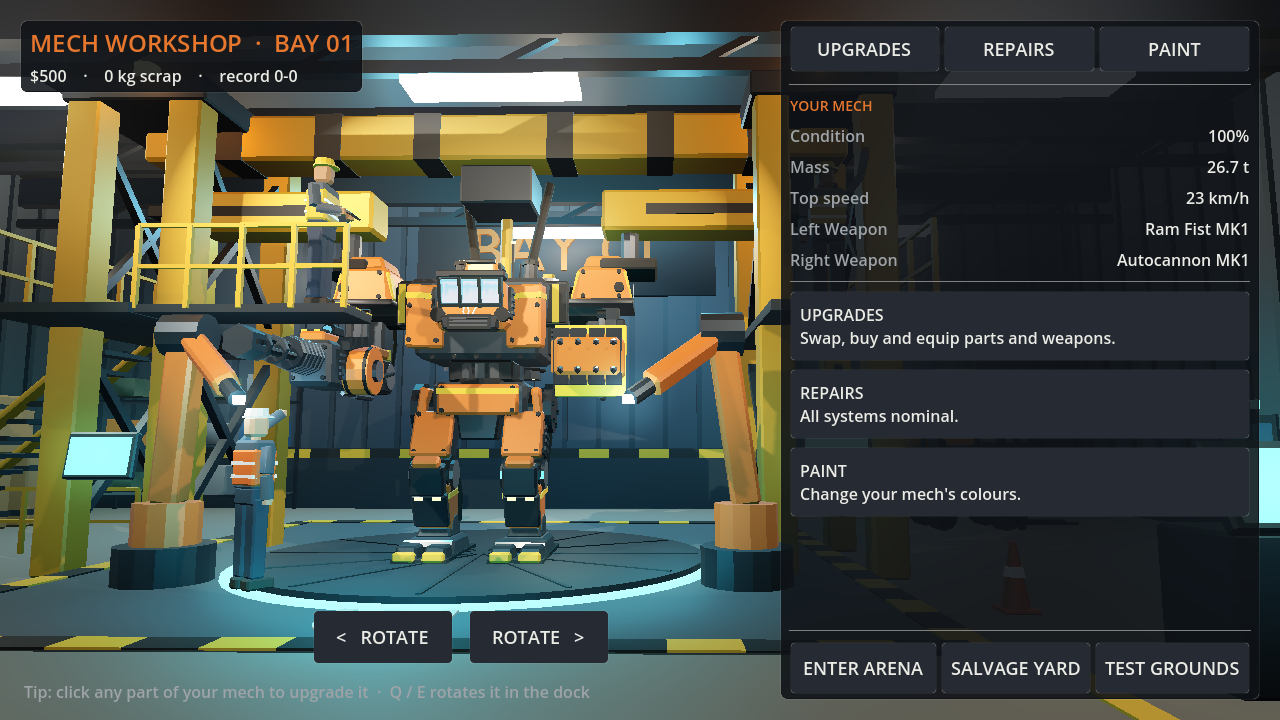 MECH WORKSHOP · BAY 01
$500 · 0 kg scrap · record 0-0
UPGRADES REPAIRS PAINT
YOUR MECH
Condition 100%
Mass 26.7 t
Top speed 23 km/h
Left Weapon Ram Fist MK1
Right Weapon Autocannon MK1
UPGRADES
Swap, buy and equip parts and weapons.
REPAIRS
All systems nominal.
PAINT
Change your mech's colours.
BAY
< ROTATE ROTATE >
ENTER ARENA SALVAGE YARD TEST GROUNDS
Tip: click any part of your mech to upgrade it · Q / E rotates it in the dock